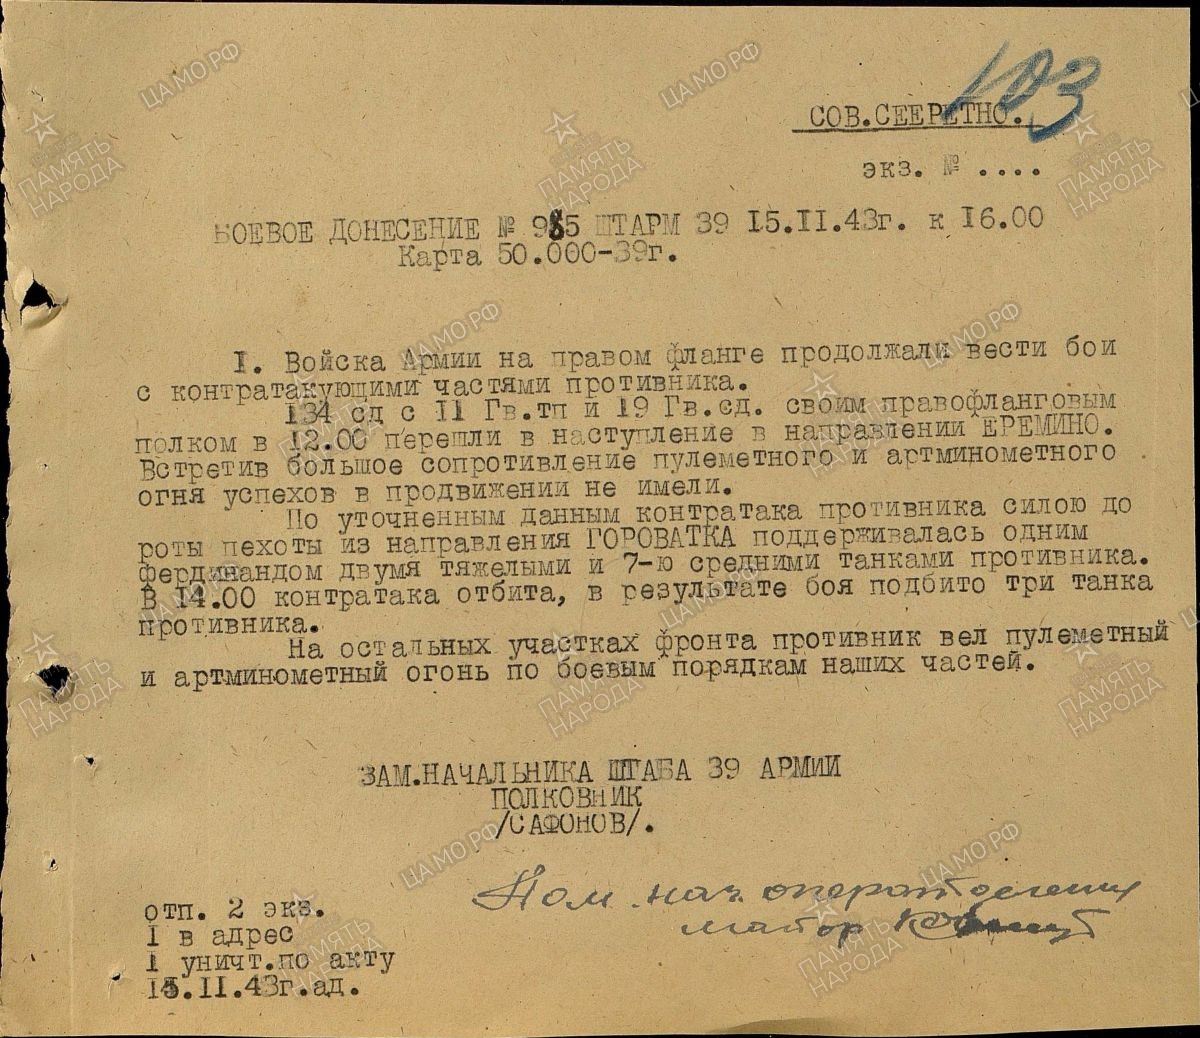 103
СОВ.СЕЕРЕТНО.
экз. № ....
БОЕВОЕ ДОНЕСЕНИЕ № 985 ШТАРМ 39 15.11.43г. к 16.00
Карта 50.000-39г.
I. Войска Армии на правом фланге продолжали вести бои
с контратакующими частями противника.
134 сд с 11 Гв.тп и 19 Гв.сд. своим правофланговым
полком в 12.00 перешли в наступление в направлении ЕРЕМИНО.
Встретив большое сопротивление пулеметного и артминометного
огня успехов в продвижении не имели.
По уточненным данным контратака противника силою до
роты пехоты из направления ГОРОВАТКА поддерживалась одним
фердинандом двумя тяжелыми и 7-ю средними танками противника.
В 14.00 контратака отбита, в результате боя подбито три танка
противника.
На остальных участках фронта противник вел пулеметный
и артминометный огонь по боевым порядкам наших частей.
ЗАМ.НАЧАЛЬНИКА ШТАБА 39 АРМИИ
ПОЛКОВНИК
/САФОНОВ/.
Пом. нач оперотделения
майор
отп. 2 экз.
1 в адрес
1 уничт.по акту
15.11.43г.ад.
ПАМЯТЬ НАРОДА
ЦАМО РФ